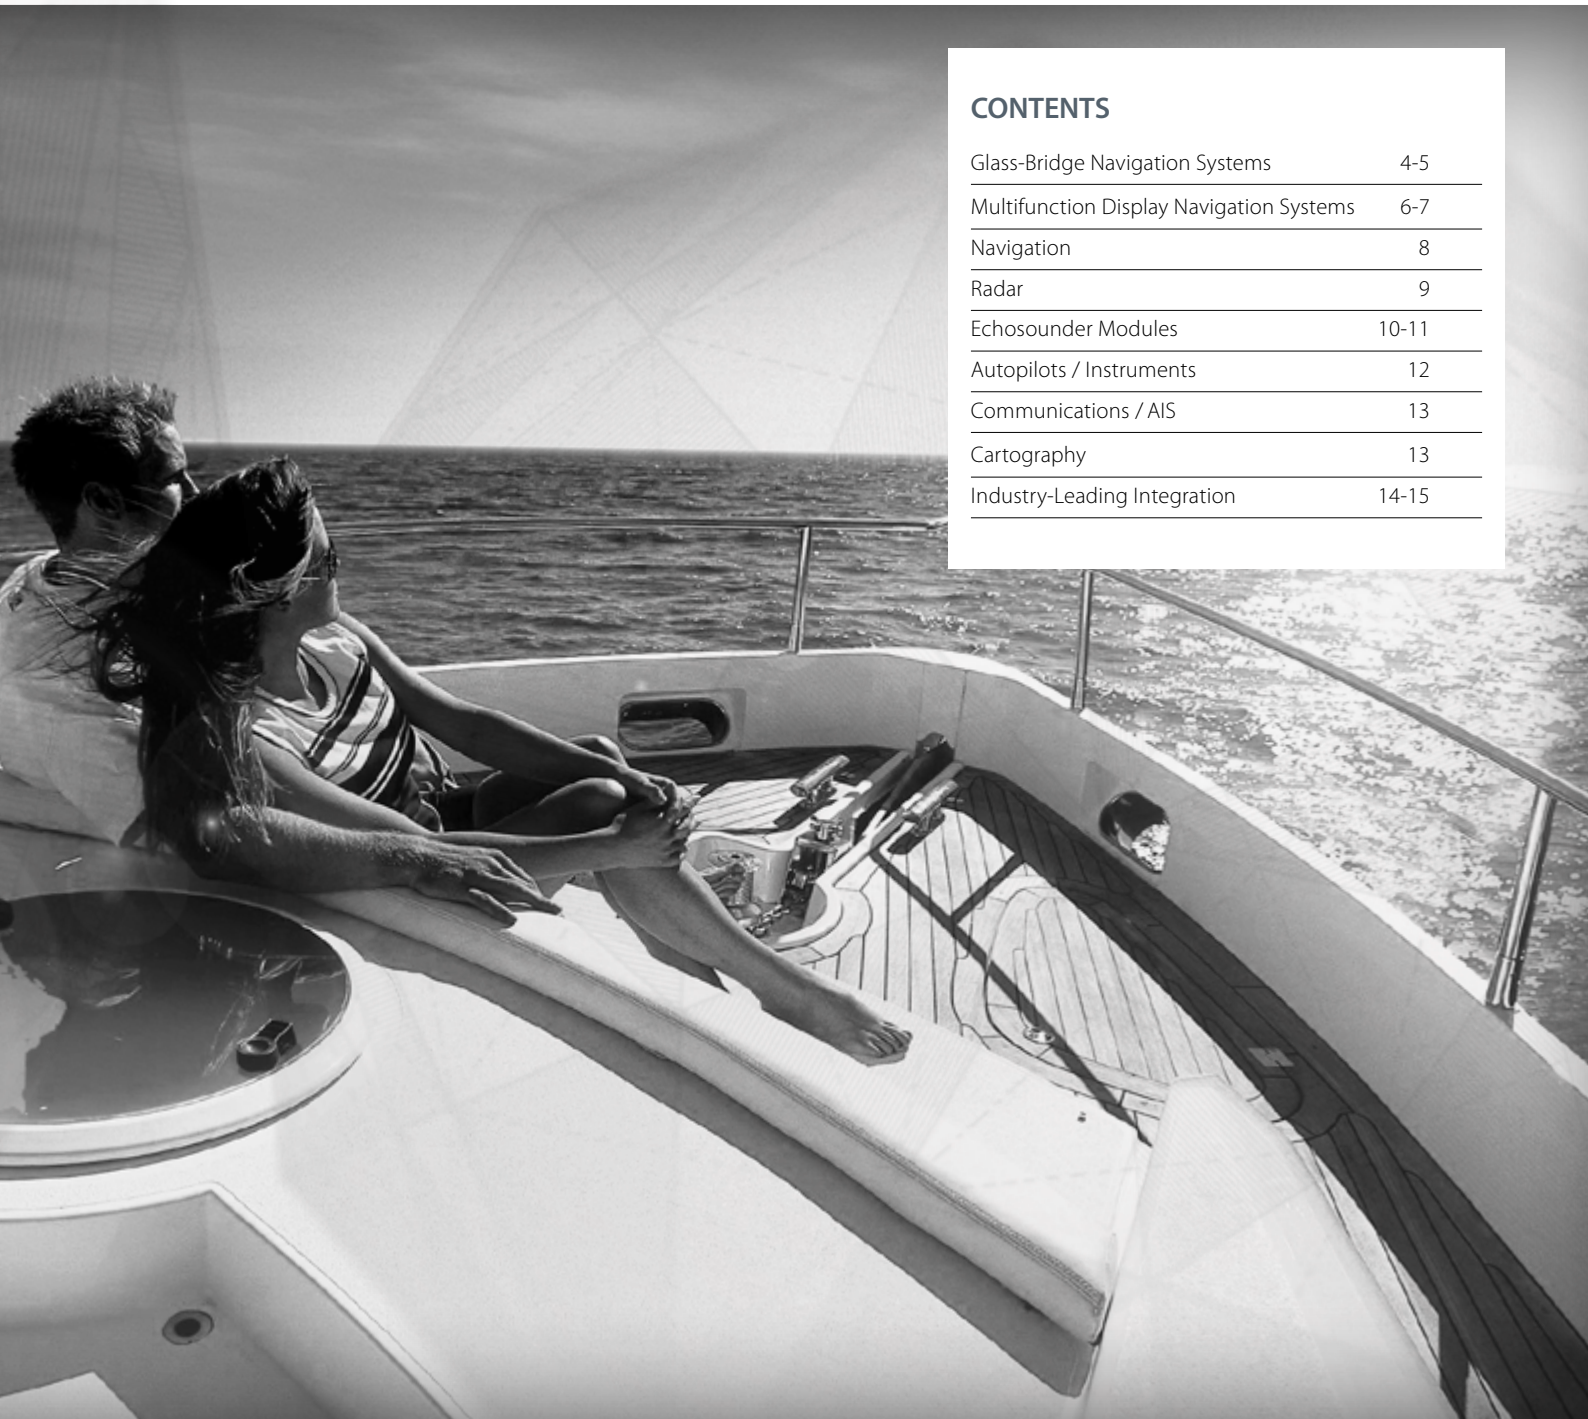 CONTENTS
Glass-Bridge Navigation Systems 4-5
Multifunction Display Navigation Systems 6-7
Navigation 8
Radar 9
Echosounder Modules 10-11
Autopilots / Instruments 12
Communications / AIS 13
Cartography 13
Industry-Leading Integration 14-15